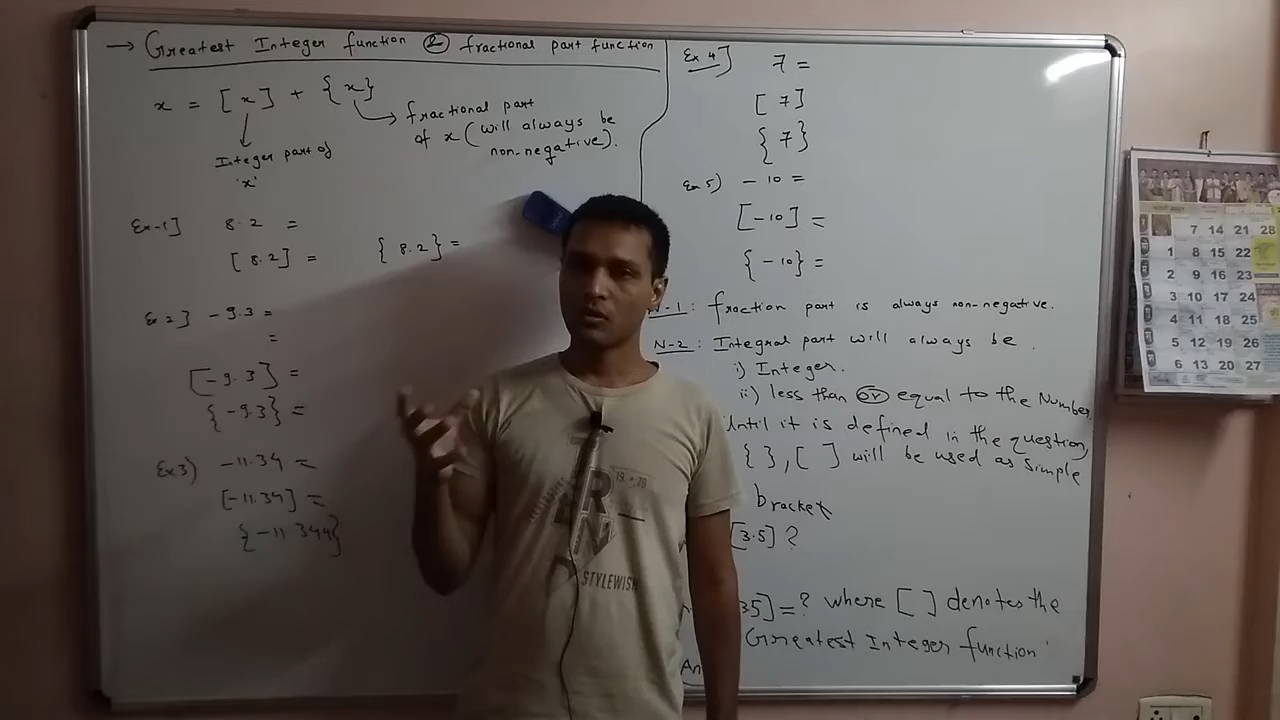 → Greatest Integer function & fractional part function
x = [x] + {x}
fractional part
of x (will always be
non-negative).
Integer part of
'x'
Ex-1] 8.2 =
[8.2] = {8.2} =
Ex 2] -9.3 =
=
[-9.3] =
{-9.3} =
Ex3) -11.34 =
[-11.34] =
{-11.344}
Ex 4] 7 =
[7]
{7}
Ex 5) -10 =
[-10] =
{-10} =
N-1: fraction part is always non-negative.
N-2: Integral part will always be
i) Integer.
ii) less than or equal to the Number.
Until it is defined in the question,
{ }, [ ] will be used as simple
bracket
[3.5] ?
35] = ? where [ ] denotes the
Greatest Integer function
An
19.*.76
RN
STYLEWISH
7 14 21 28
1 8 15 22
2 9 16 23
3 10 17 24
4 11 18 25
5 12 19 26
6 13 20 27